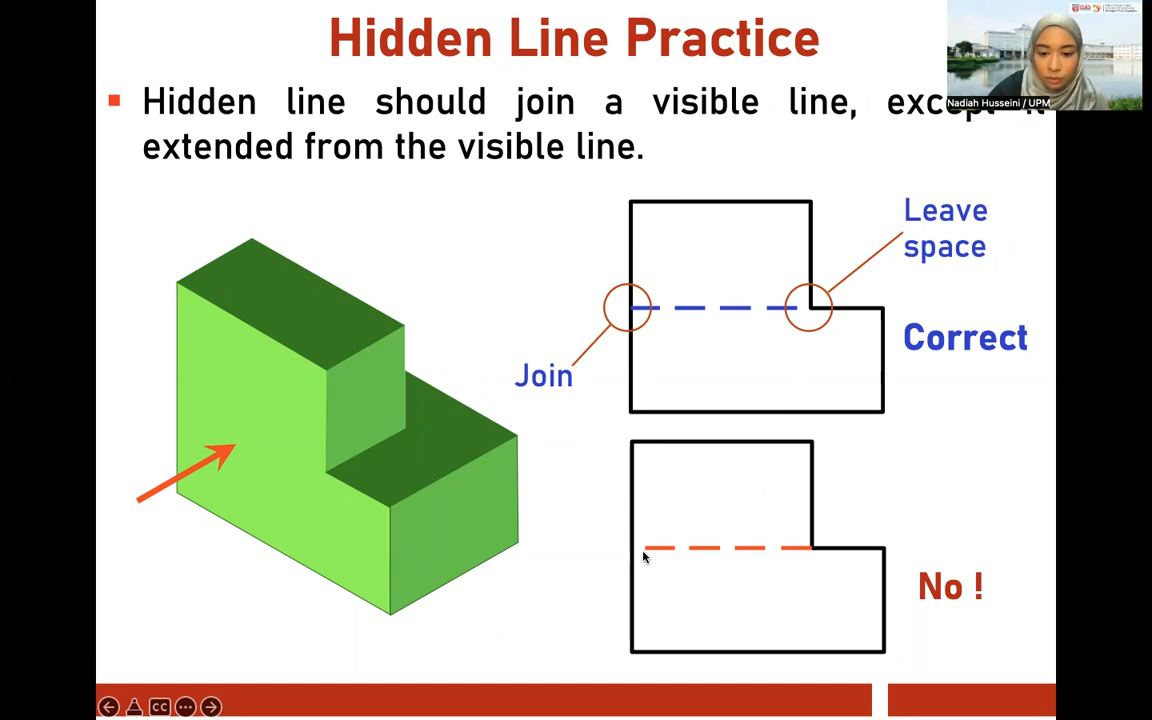 Hidden Line Practice
Hidden line should join a visible line,
extended from the visible line.
Leave
space
Correct
Join
No !
Nadiah Husseini / UPM
CC